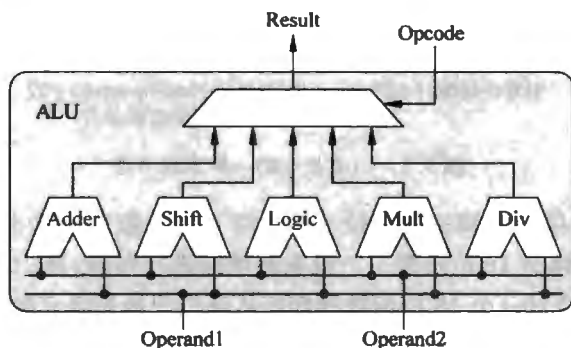 Result
Opcode
ALU
Adder Shift Logic Mult Div
Operand1 Operand2